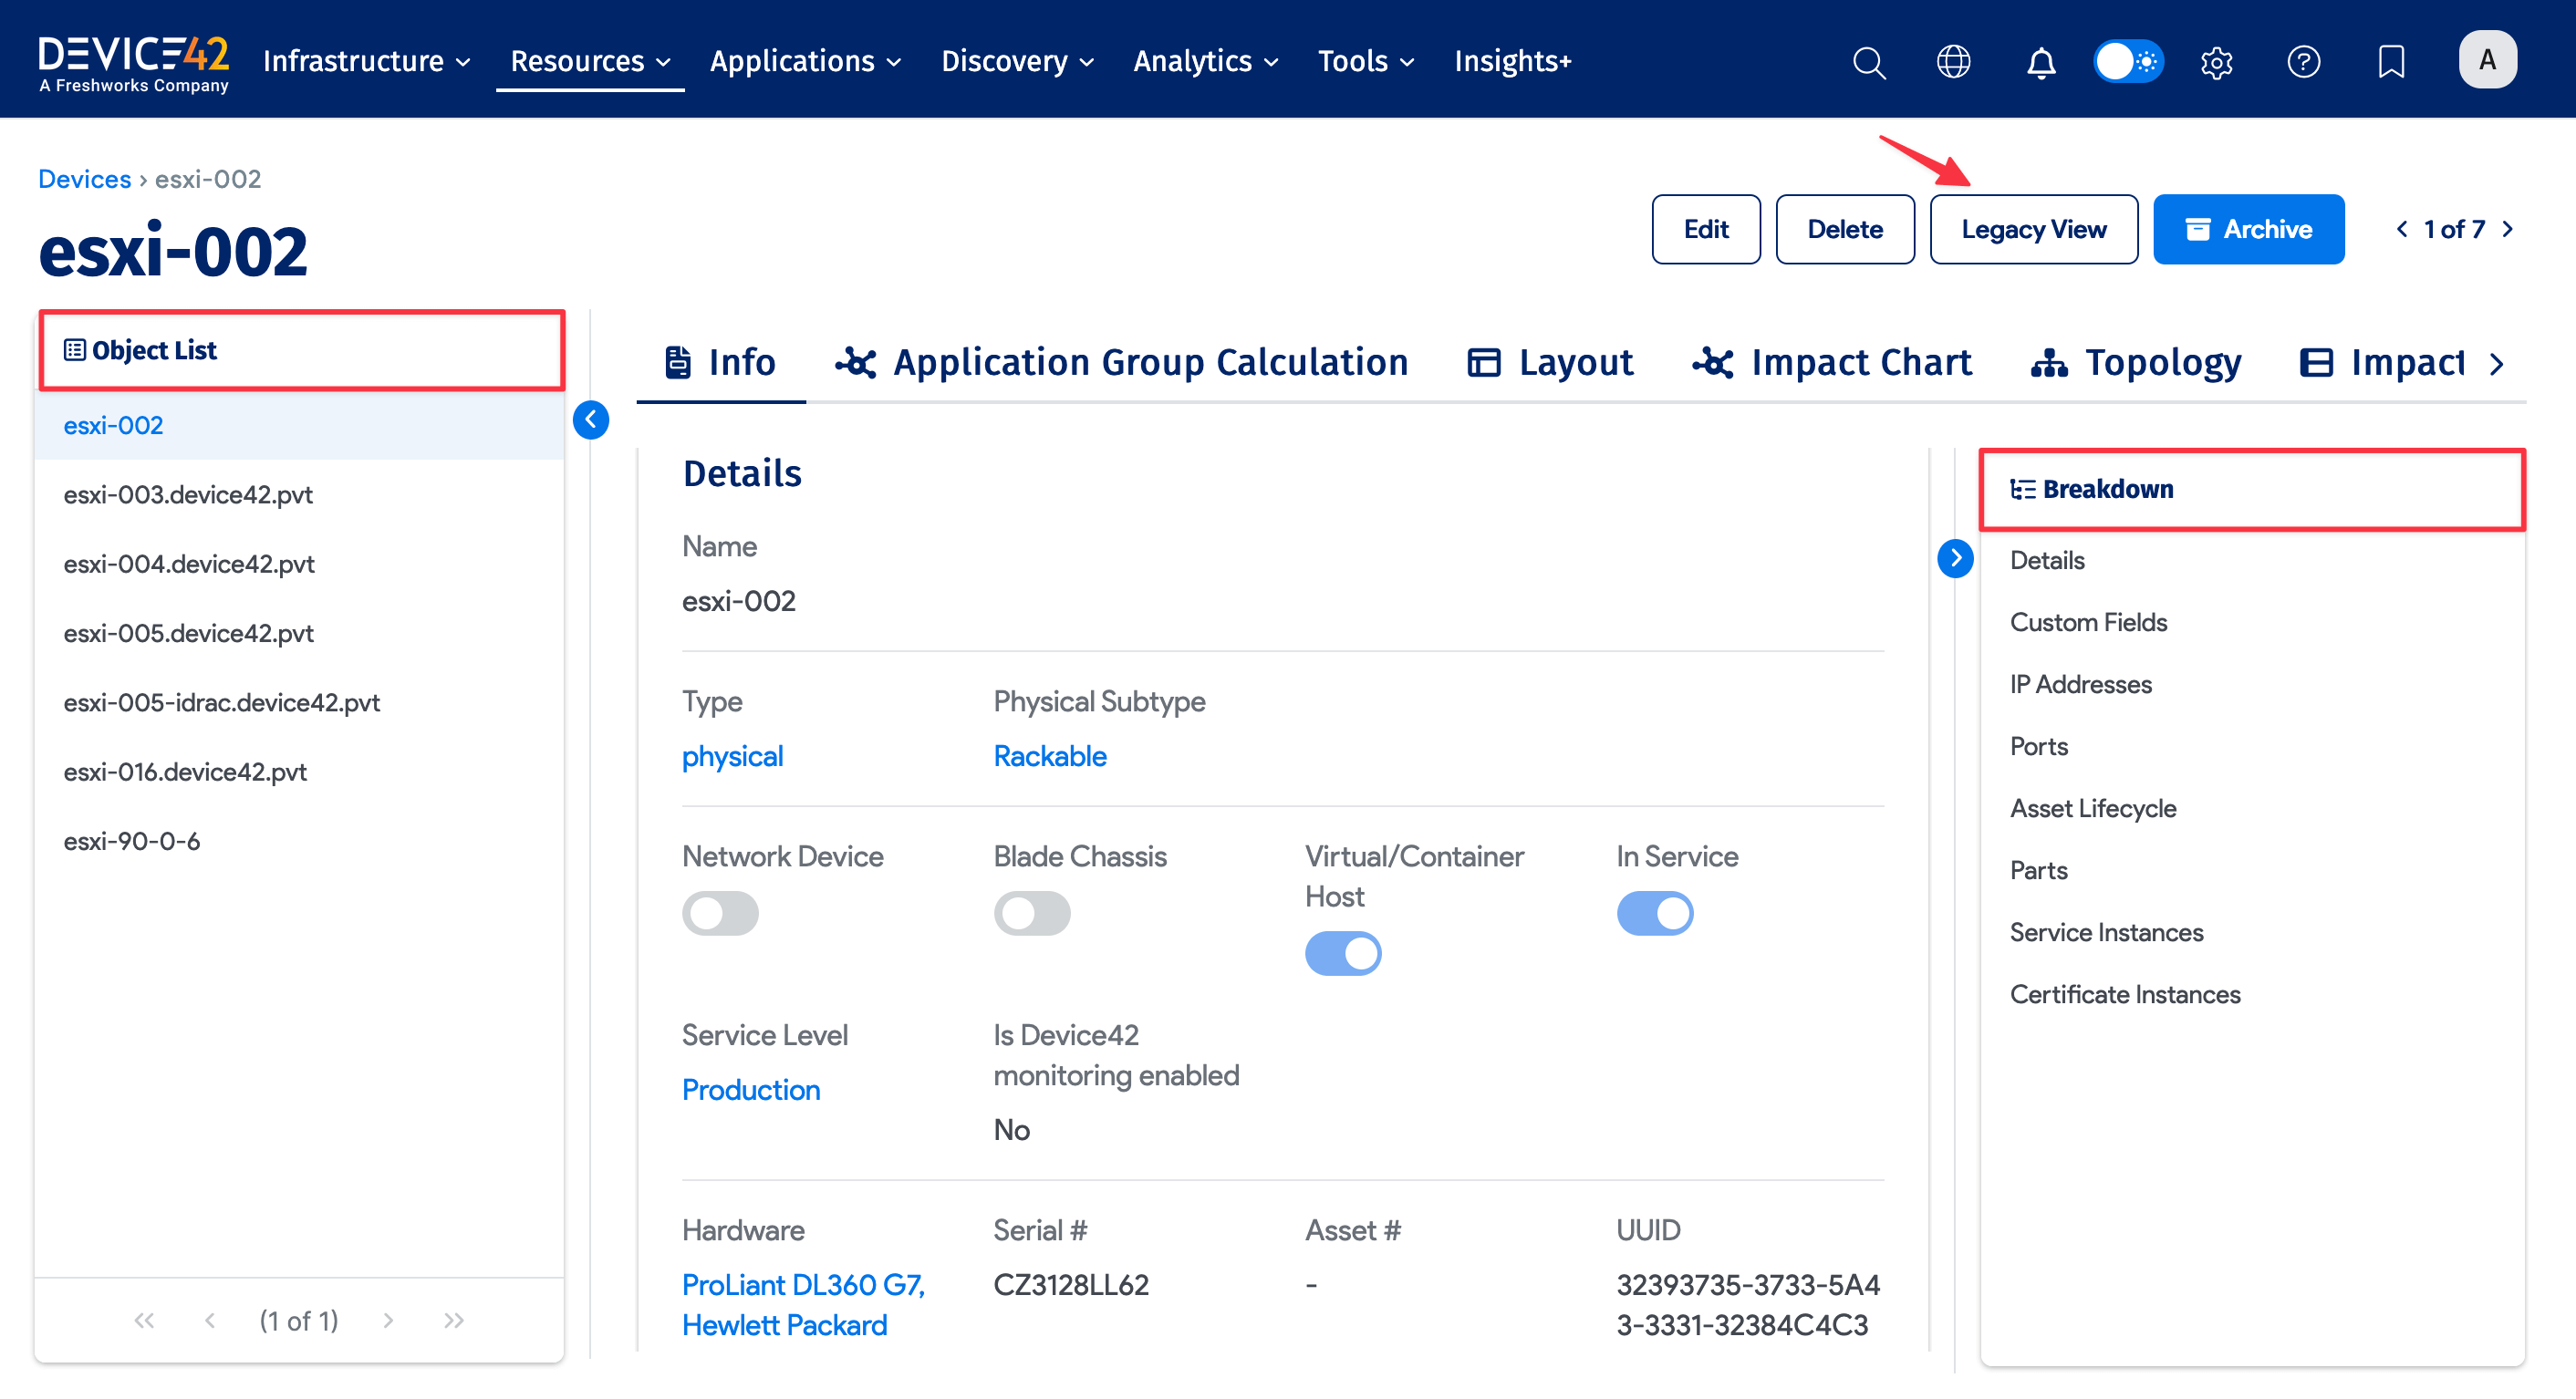 DEVICE42
A Freshworks Company
Infrastructure
Resources
Applications
Discovery
Analytics
Tools
Insights+
A
Devices › esxi-002
esxi-002
Edit
Delete
Legacy View
Archive
1 of 7
Object List
esxi-002
esxi-003.device42.pvt
esxi-004.device42.pvt
esxi-005.device42.pvt
esxi-005-idrac.device42.pvt
esxi-016.device42.pvt
esxi-90-0-6
(1 of 1)
Info
Application Group Calculation
Layout
Impact Chart
Topology
Impact
Details
Name
esxi-002
Type
Physical Subtype
physical
Rackable
Network Device
Blade Chassis
Virtual/Container
Host
In Service
Service Level
Is Device42
monitoring enabled
Production
No
Hardware
Serial #
Asset #
UUID
ProLiant DL360 G7,
Hewlett Packard
CZ3128LL62
-
32393735-3733-5A4
3-3331-32384C4C3
Breakdown
Details
Custom Fields
IP Addresses
Ports
Asset Lifecycle
Parts
Service Instances
Certificate Instances